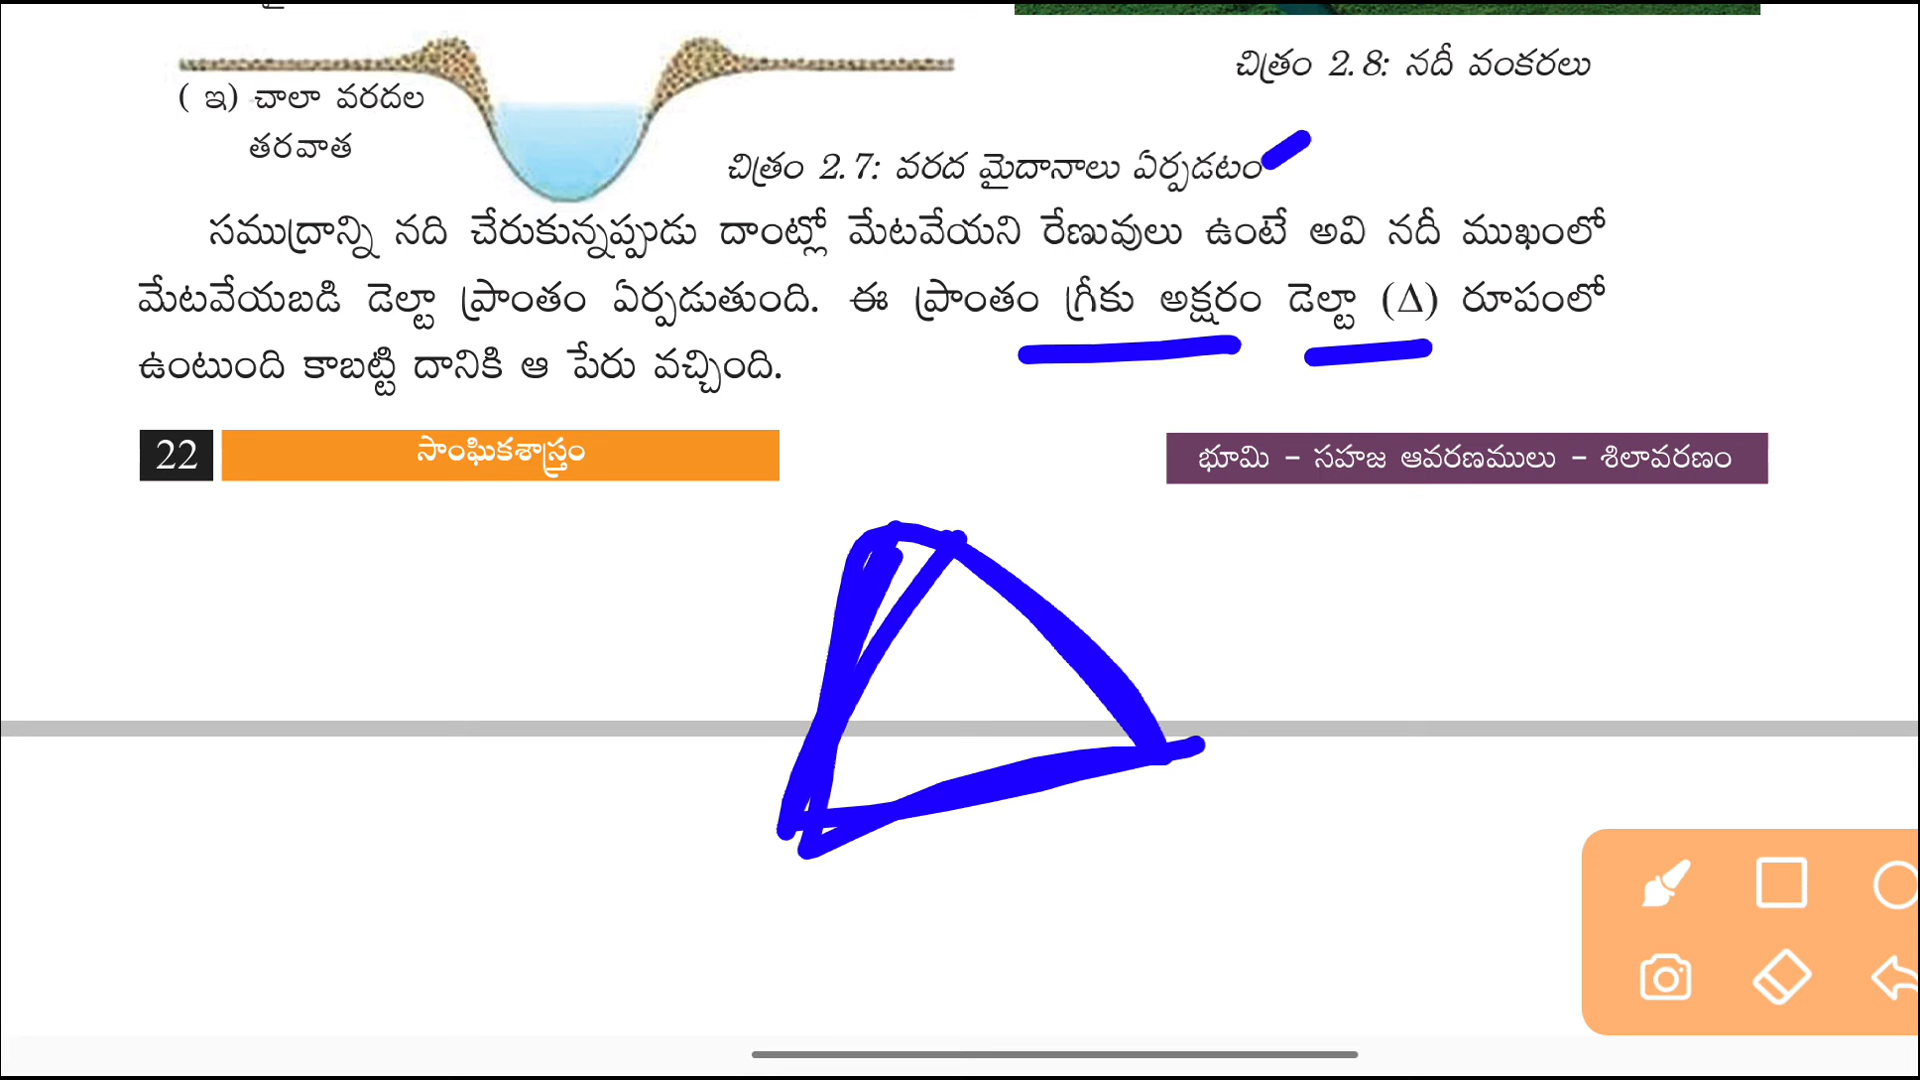 ( ఇ) చాలా వరదల
తరవాత
చిత్రం 2.8: నదీ వంకరలు
చిత్రం 2.7: వరద మైదానాలు ఏర్పడటం
సముద్రాన్ని నది చేరుకున్నప్పుడు దాంట్లో మేటవేయని రేణువులు ఉంటే అవి నదీ ముఖంలో
మేటవేయబడి డెల్టా ప్రాంతం ఏర్పడుతుంది. ఈ ప్రాంతం గ్రీకు అక్షరం డెల్టా (Δ) రూపంలో
ఉంటుంది కాబట్టి దానికి ఆ పేరు వచ్చింది.
22 సాంఘికశాస్త్రం
భూమి – సహజ ఆవరణములు – శిలావరణం